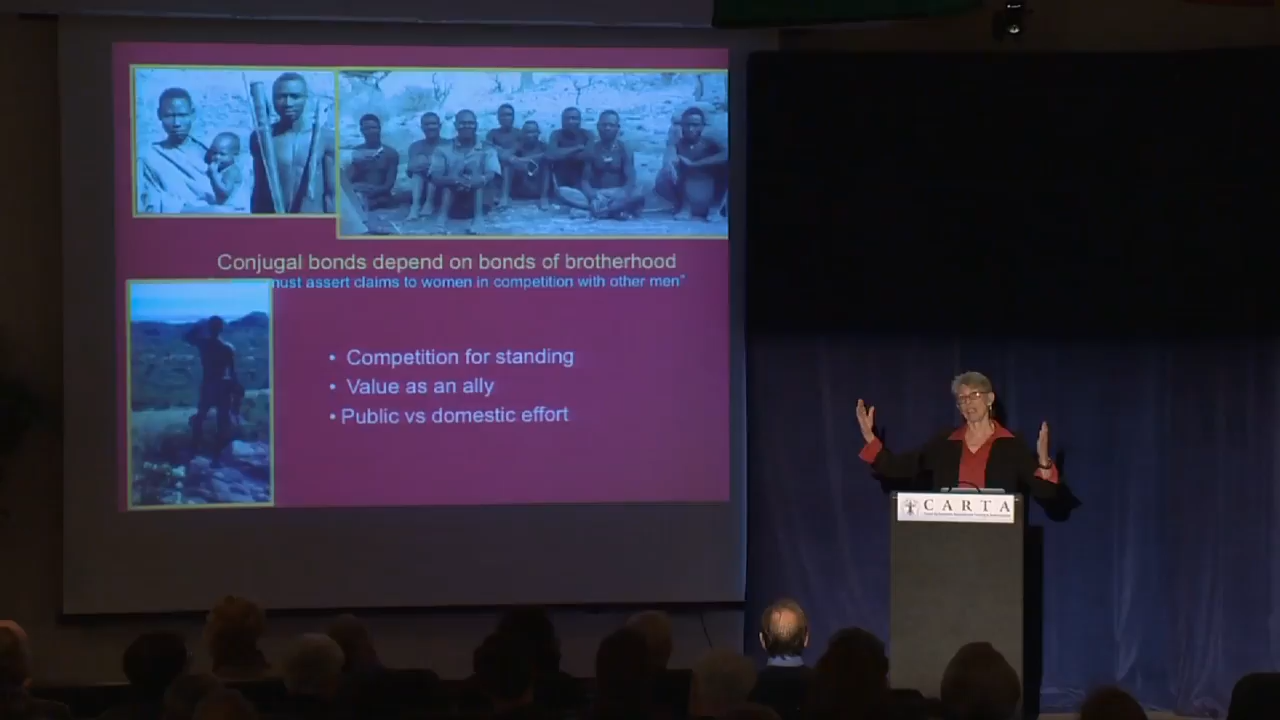 Conjugal bonds depend on bonds of brotherhood
must assert claims to women in competition with other men"
• Competition for standing
• Value as an ally
• Public vs domestic effort
CARTA